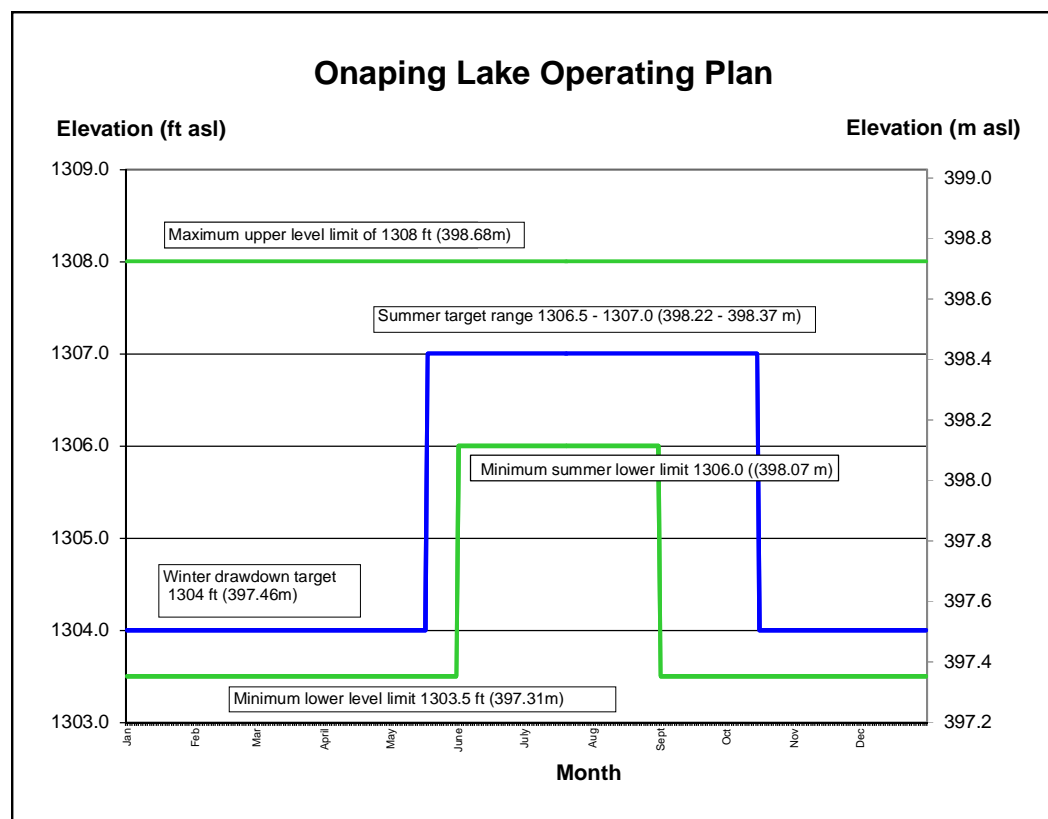 Onaping Lake Operating Plan
Elevation (ft asl)
Elevation (m asl)
1309.0
1308.0
1307.0
1306.0
1305.0
1304.0
1303.0
399.0
398.8
398.6
398.4
398.2
398.0
397.8
397.6
397.4
397.2
Maximum upper level limit of 1308 ft (398.68m)
Summer target range 1306.5 - 1307.0 (398.22 - 398.37 m)
Minimum summer lower limit 1306.0 ((398.07 m)
Winter drawdown target
1304 ft (397.46m)
Minimum lower level limit 1303.5 ft (397.31m)
Jan
Feb
Mar
April
May
June
July
Aug
Sept
Oct
Nov
Dec
Month